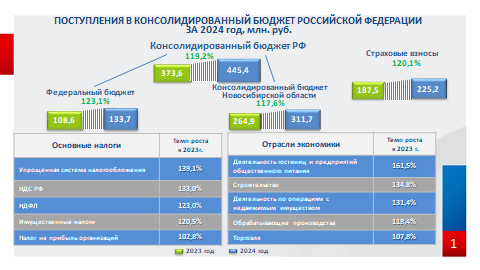 ПОСТУПЛЕНИЯ В КОНСОЛИДИРОВАННЫЙ БЮДЖЕТ РОССИЙСКОЙ ФЕДЕРАЦИИ
ЗА 2024 год, млн. руб.
Консолидированный бюджет РФ
119,2%
373,6
445,4
Страховые взносы
120,1%
187,5
225,2
Федеральный бюджет
123,1%
108,6
133,7
Консолидированный бюджет
Новосибирской области
117,6%
264,9
311,7
Основные налоги
Темп роста
к 2023г.
Упрощенная система налогообложения
139,1%
НДС РФ
133,0%
НДФЛ
123,0%
Имущественные налоги
120,5%
Налог на прибыль организаций
102,8%
Отрасли экономики
Темп роста
к 2023 г.
Деятельность гостиниц и предприятий
общественного питания
161,5%
Строительство
134,8%
Деятельность по операциям с
недвижимым имуществом
131,4%
Обрабатывающие производства
118,4%
Торговля
107,8%
2023 год
2024 год
1